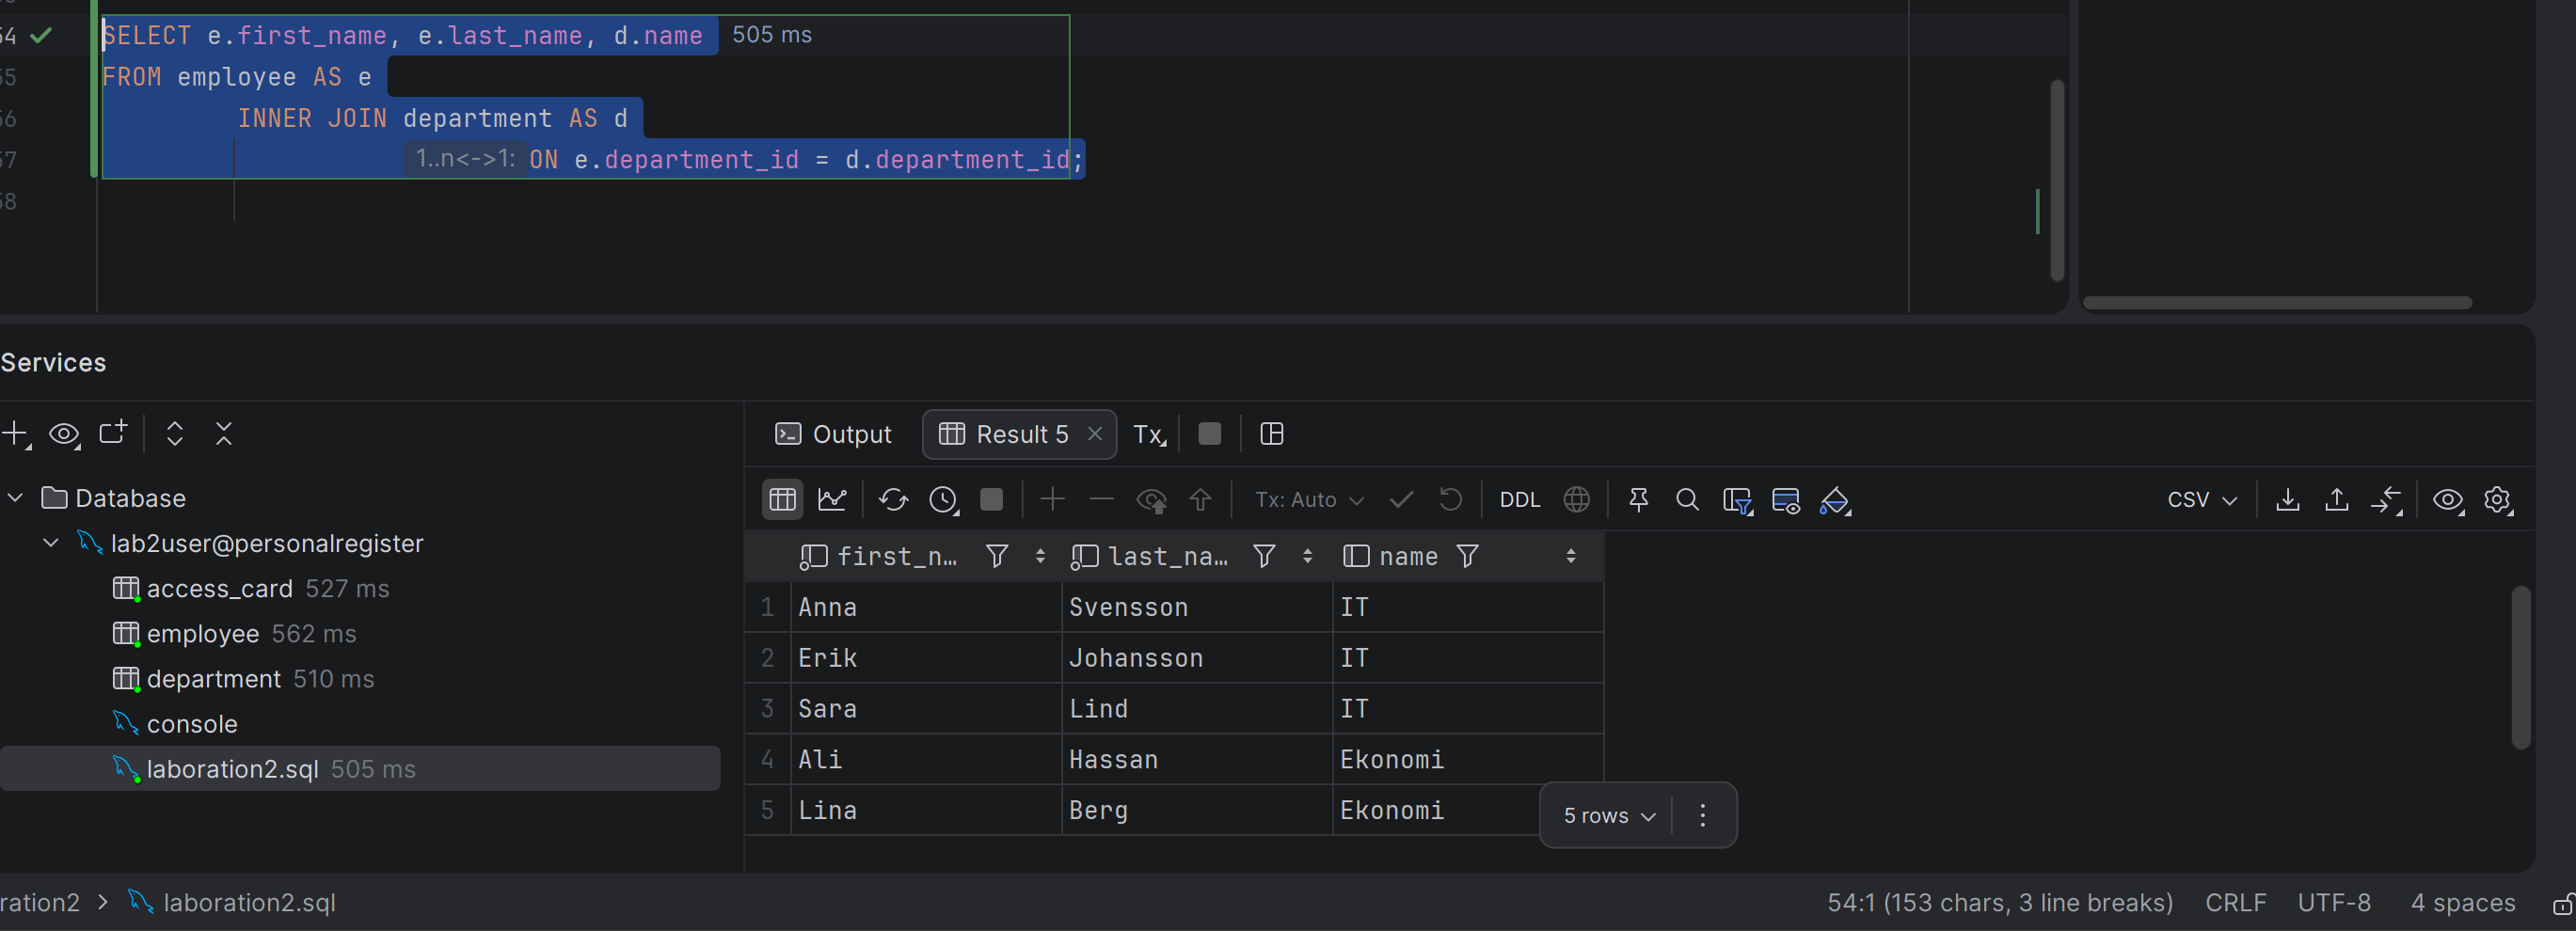 54 SELECT e.first_name, e.last_name, d.name 505 ms
55 FROM employee AS e
56 INNER JOIN department AS d
57 1..n<->1: ON e.department_id = d.department_id;
58
Services
Output Result 5 Tx
Database
Tx: Auto DDL CSV
lab2user@personalregister
access_card 527 ms
employee 562 ms
department 510 ms
console
laboration2.sql 505 ms
first_n... last_na... name
1 Anna Svensson IT
2 Erik Johansson IT
3 Sara Lind IT
4 Ali Hassan Ekonomi
5 Lina Berg Ekonomi
5 rows
ration2 > laboration2.sql 54:1 (153 chars, 3 line breaks) CRLF UTF-8 4 spaces